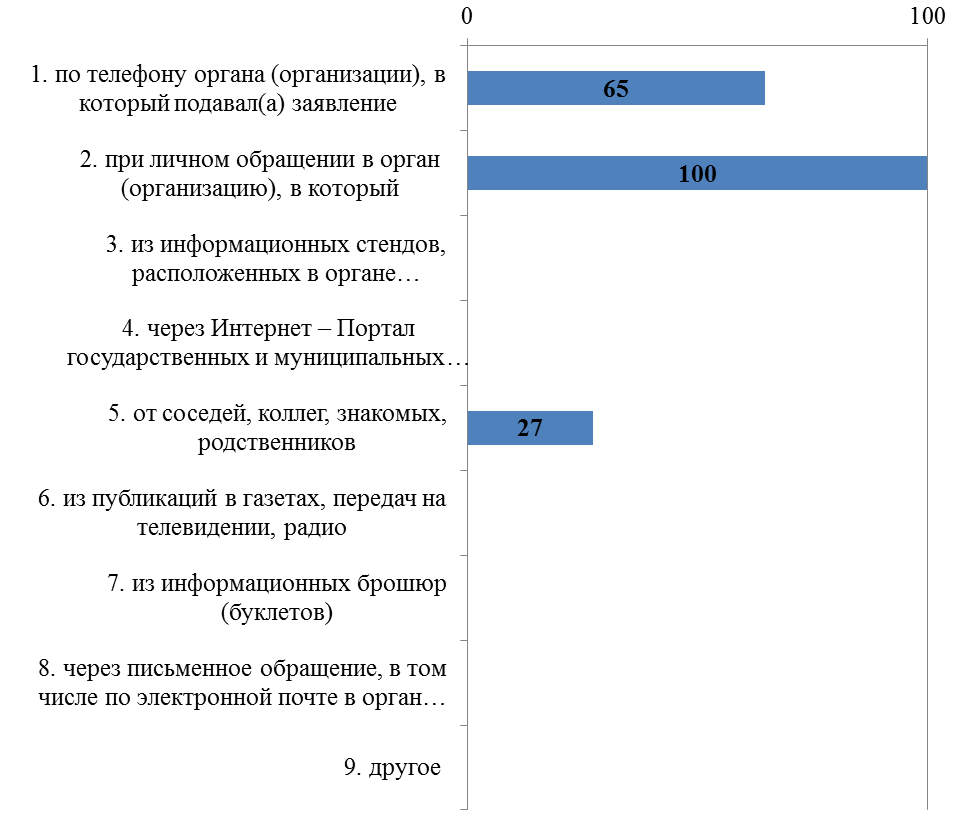 0
100
1. по телефону органа (организации), в
который подавал(а) заявление
65
2. при личном обращении в орган
(организацию), в который
100
3. из информационных стендов,
расположенных в органе…
4. через Интернет – Портал
государственных и муниципальных…
5. от соседей, коллег, знакомых,
родственников
27
6. из публикаций в газетах, передач на
телевидении, радио
7. из информационных брошюр
(буклетов)
8. через письменное обращение, в том
числе по электронной почте в орган…
9. другое